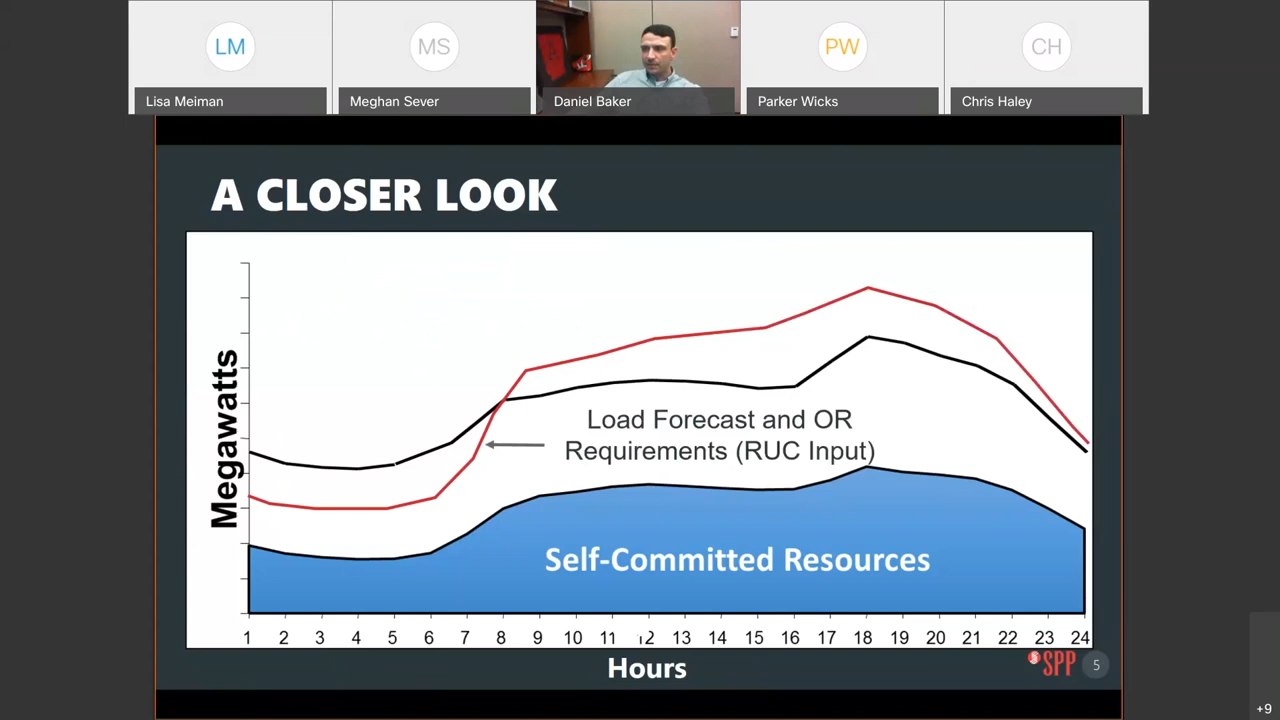 LM
MS
PW
CH
Lisa Meiman
Meghan Sever
Daniel Baker
Parker Wicks
Chris Haley
A CLOSER LOOK
Megawatts
Load Forecast and OR
Requirements (RUC Input)
Self-Committed Resources
1 2 3 4 5 6 7 8 9 10 11 12 13 14 15 16 17 18 19 20 21 22 23 24
Hours
SPP
5
+9